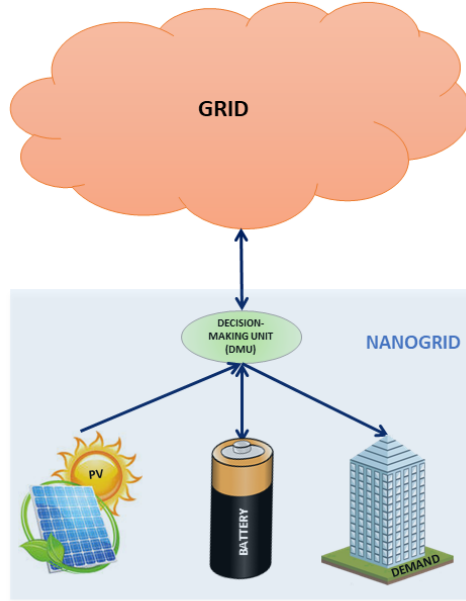 GRID
DECISION-
MAKING UNIT
(DMU)
NANOGRID
PV
BATTERY
DEMAND